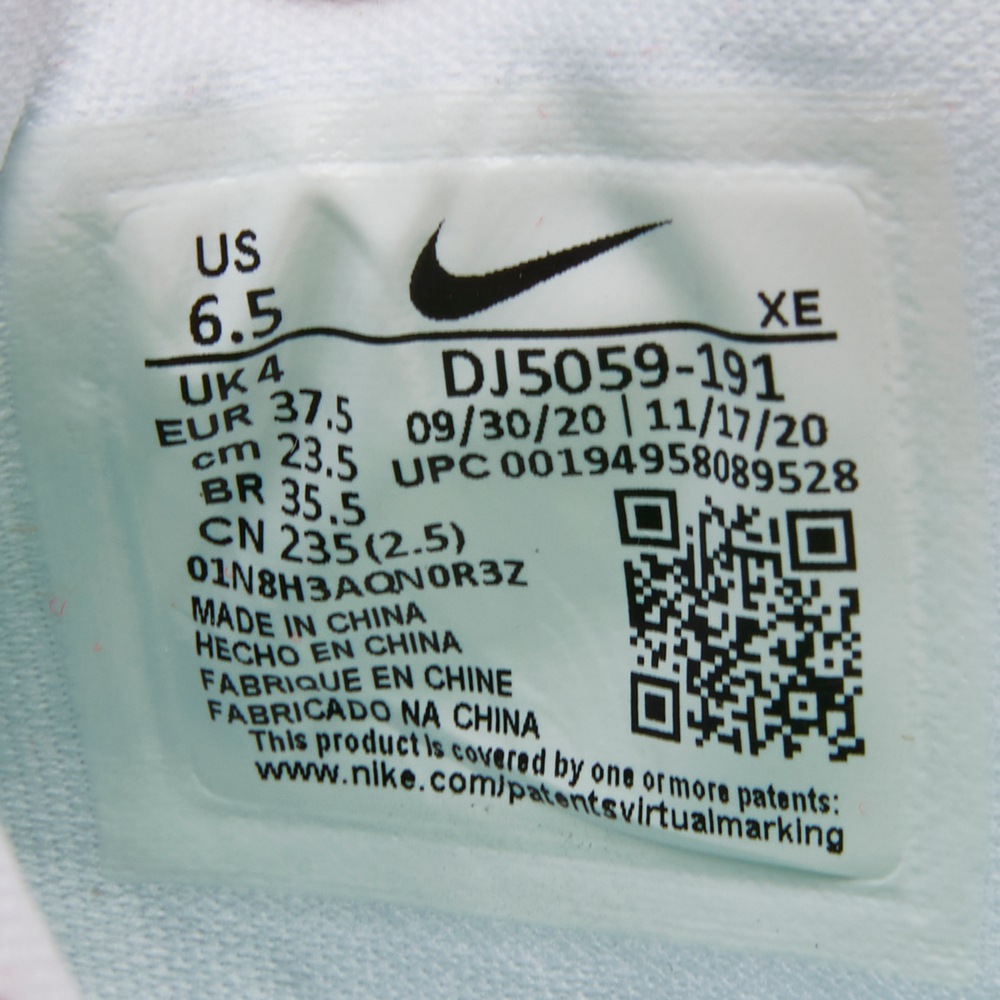 US
6.5
XE
UK 4
EUR 37.5
cm 23.5
BR 35.5
CN 235(2.5)
DJ5059-191
09/30/20 | 11/17/20
UPC 00194958089528
01N8H3AQN0R3Z
MADE IN CHINA
HECHO EN CHINA
FABRIQUE EN CHINE
FABRICADO NA CHINA
This product is covered by one or more patents:
www.nike.com/patentsvirtualmarking